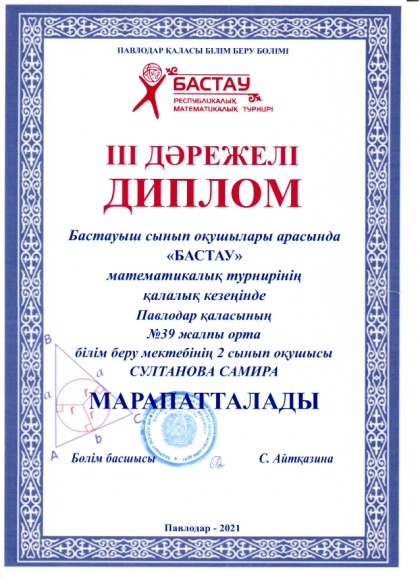 ПАВЛОДАР ҚАЛАСЫ БІЛІМ БЕРУ БӨЛІМІ
БАСТАУ
РЕСПУБЛИКАЛЫҚ
МАТЕМАТИКАЛЫҚ ТУРНИРІ
III ДӘРЕЖЕЛІ
ДИПЛОМ
Бастауыш сынып оқушылары арасында
«БАСТАУ»
математикалық турнирінің
қалалық кезеңінде
Павлодар қаласының
№39 жалпы орта
білім беру мектебінің 2 сынып оқушысы
СУЛТАНОВА САМИРА
МАРАПАТТАЛАДЫ
B
a
a
r
r
r
C
A
b
Бөлім басшысы
С. Айтқазина
Павлодар - 2021